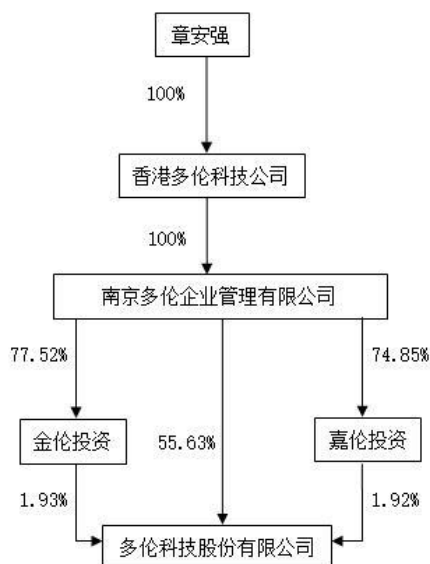 章安强
100%
香港多伦科技公司
100%
南京多伦企业管理有限公司
77.52%
74.85%
金伦投资
55.63%
嘉伦投资
1.93%
1.92%
多伦科技股份有限公司